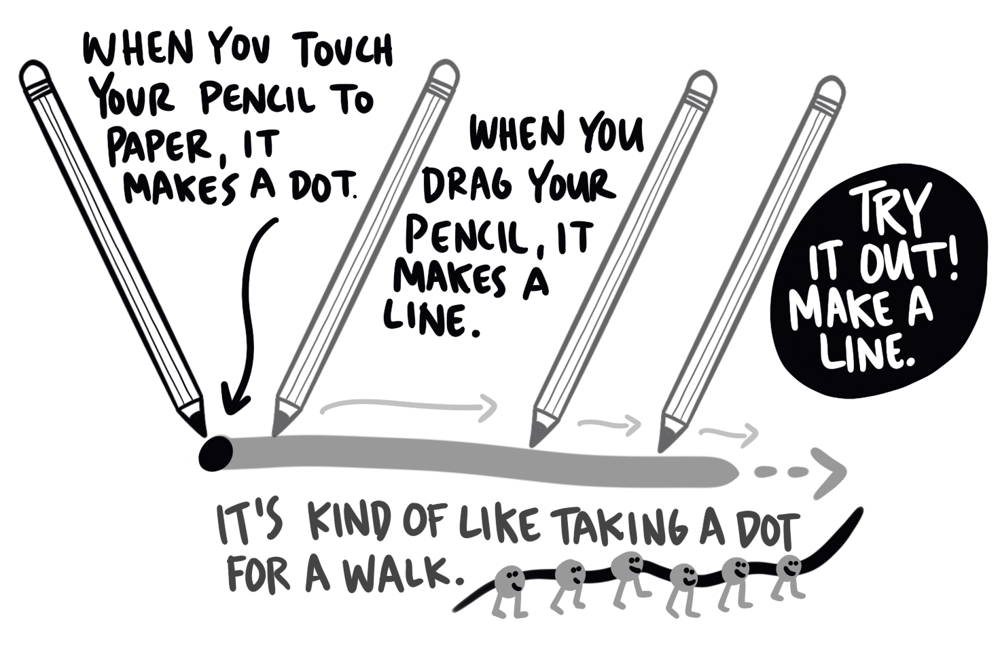 WHEN YOU TOUCH
YOUR PENCIL TO
PAPER, IT
MAKES A DOT.
WHEN YOU
DRAG YOUR
PENCIL, IT
MAKES A
LINE.
TRY
IT OUT!
MAKE A
LINE.
IT'S KIND OF LIKE TAKING A DOT
FOR A WALK.